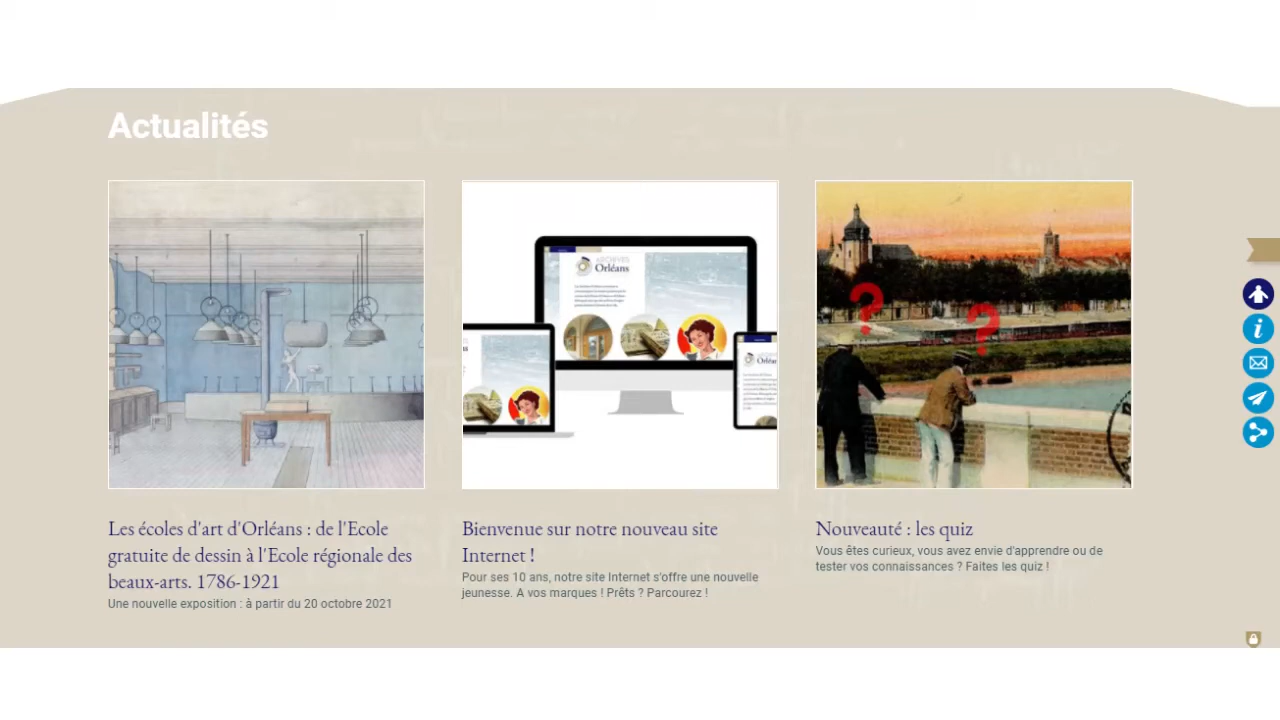 Actualités
ARCHIVES
Orléans
Orléa
?
?
Les écoles d'art d'Orléans : de l'Ecole
gratuite de dessin à l'Ecole régionale des
beaux-arts. 1786-1921
Une nouvelle exposition : à partir du 20 octobre 2021
Bienvenue sur notre nouveau site
Internet !
Pour ses 10 ans, notre site Internet s'offre une nouvelle
jeunesse. A vos marques ! Prêts ? Parcourez !
Nouveauté : les quiz
Vous êtes curieux, vous avez envie d'apprendre ou de
tester vos connaissances ? Faites les quiz !